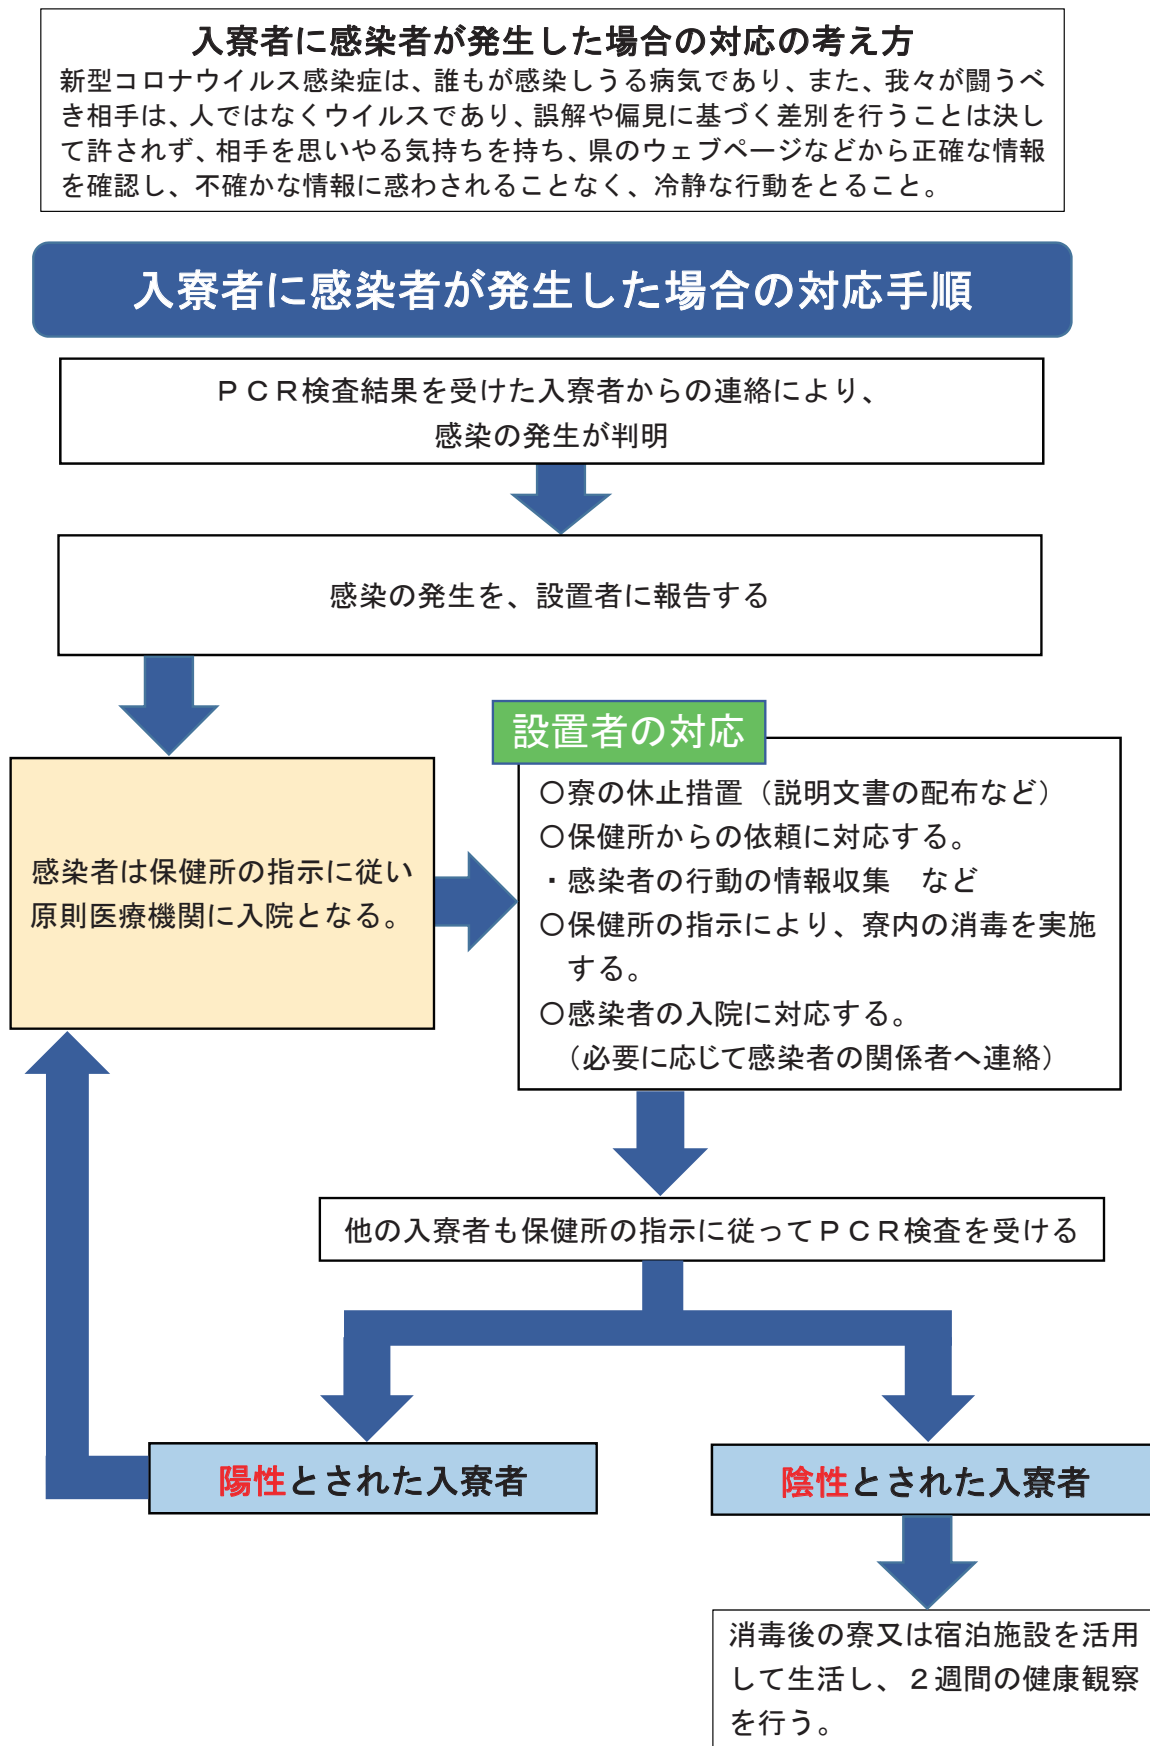 入寮者に感染者が発生した場合の対応の考え方
新型コロナウイルス感染症は、誰もが感染しうる病気であり、また、我々が闘うべ
き相手は、人ではなくウイルスであり、誤解や偏見に基づく差別を行うことは決し
て許されず、相手を思いやる気持ちを持ち、県のウェブページなどから正確な情報
を確認し、不確かな情報に惑わされることなく、冷静な行動をとること。
入寮者に感染者が発生した場合の対応手順
ＰＣＲ検査結果を受けた入寮者からの連絡により、
感染の発生が判明
感染の発生を、設置者に報告する
感染者は保健所の指示に従い
原則医療機関に入院となる。
設置者の対応
○寮の休止措置（説明文書の配布など）
○保健所からの依頼に対応する。
・感染者の行動の情報収集　など
○保健所の指示により、寮内の消毒を実施
する。
○感染者の入院に対応する。
（必要に応じて感染者の関係者へ連絡）
他の入寮者も保健所の指示に従ってＰＣＲ検査を受ける
陽性とされた入寮者
陰性とされた入寮者
消毒後の寮又は宿泊施設を活用
して生活し、２週間の健康観察
を行う。